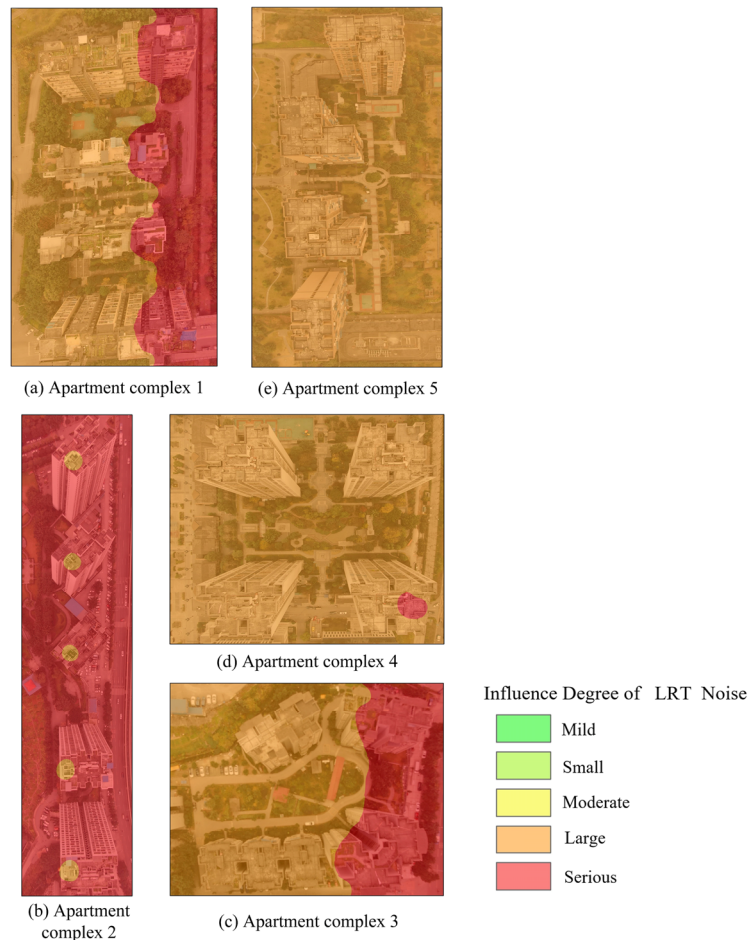 (a) Apartment complex 1
(e) Apartment complex 5
(d) Apartment complex 4
(b) Apartment
complex 2
(c) Apartment complex 3
Influence Degree of LRT Noise
Mild
Small
Moderate
Large
Serious